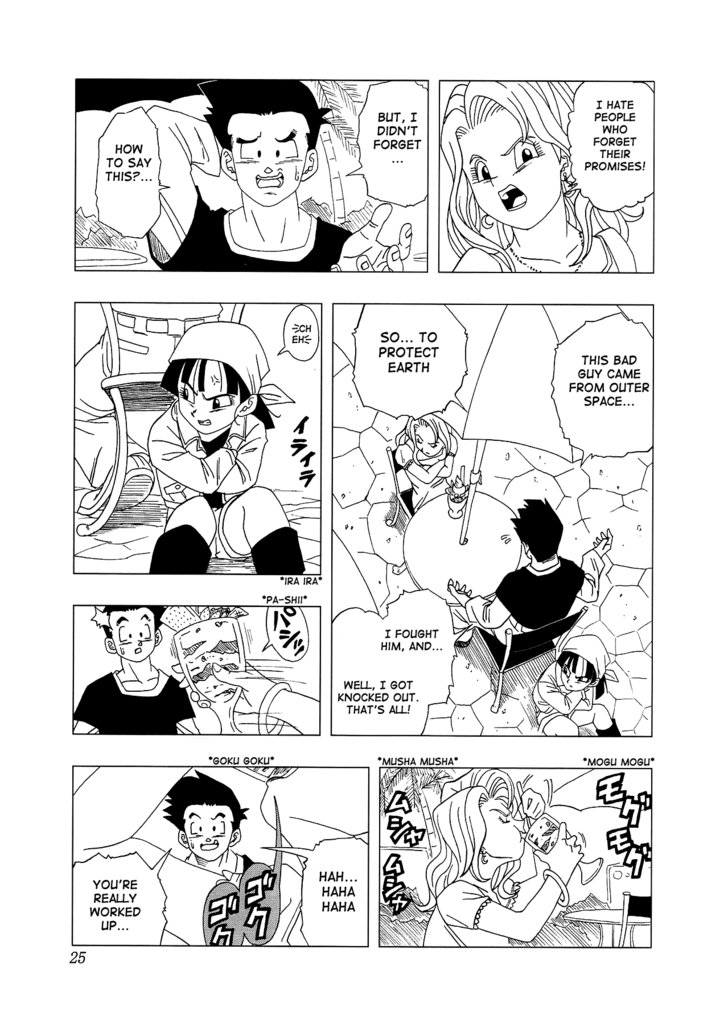 I HATE
PEOPLE
WHO
FORGET
THEIR
PROMISES!
BUT, I
DIDN'T
FORGET
...
HOW
TO SAY
THIS?...
THIS BAD
GUY CAME
FROM OUTER
SPACE...
SO... TO
PROTECT
EARTH
I FOUGHT
HIM, AND...
WELL, I GOT
KNOCKED OUT.
THAT'S ALL!
CH
EH
イライラ
*IRA IRA*
*PA-SHII*
パシッ
*MOGU MOGU*
モグモグ
*MUSHA MUSHA*
ムシャ
ムシャ
*GOKU GOKU*
HAH...
HAHA
HAHA
ゴク
ゴク
YOU'RE
REALLY
WORKED
UP...
25